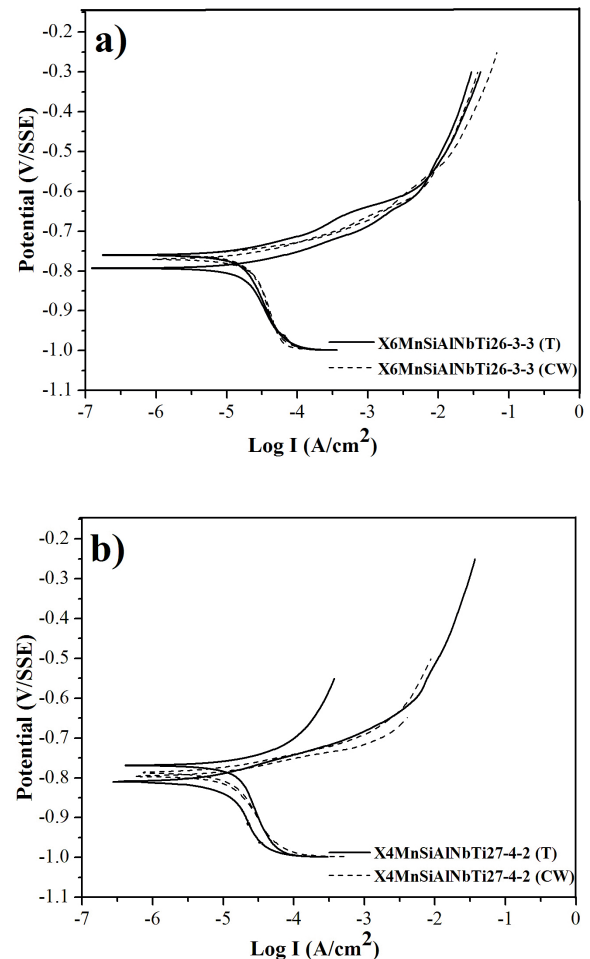 a)
-0.2
-0.3
-0.4
-0.5
-0.6
-0.7
-0.8
-0.9
-1.0
-1.1
Potential (V/SSE)
X6MnSiAlNbTi26-3-3 (T)
X6MnSiAlNbTi26-3-3 (CW)
-7 -6 -5 -4 -3 -2 -1 0
Log I (A/cm2)
b)
-0.2
-0.3
-0.4
-0.5
-0.6
-0.7
-0.8
-0.9
-1.0
-1.1
Potential (V/SSE)
X4MnSiAlNbTi27-4-2 (T)
X4MnSiAlNbTi27-4-2 (CW)
-7 -6 -5 -4 -3 -2 -1 0
Log I (A/cm2)